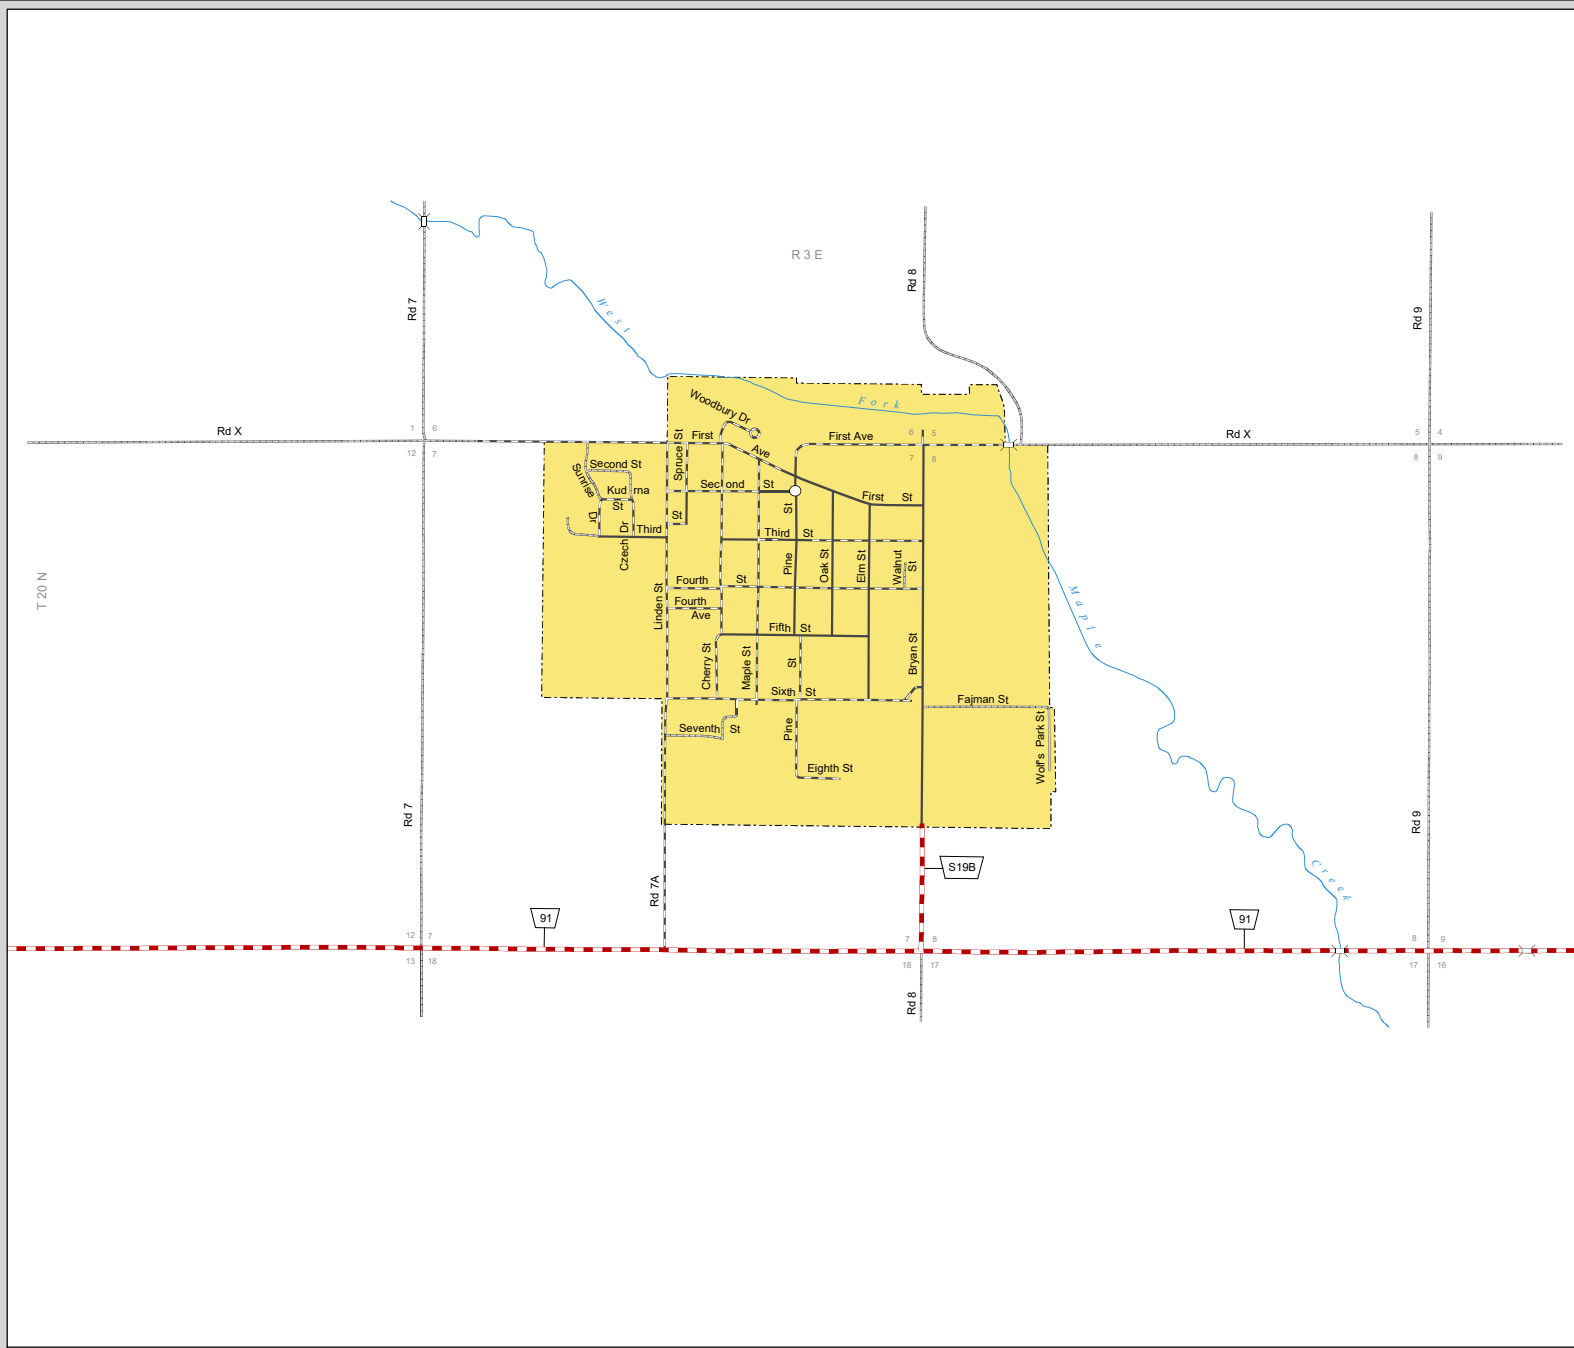 R 3 E
Rd 7
Rd 8
Rd 9
West
Fork
Woodbury Dr
Rd X
1 6
12 7
First
Ave
First Ave
6 5
7 8
Rd X
5 4
8 9
Spruce St
Second St
Sunrise
Dr
Kudrna
St
Second St
First St
St
St
Third
Third St
Czech Dr
Pine
Oak St
Elm St
Walnut
St
T 20 N
Linden St
Fourth St
Fourth
Ave
Maple
Fifth St
Cherry St
Maple St
St
Bryan St
Sixth St
Fajman St
Seventh St
Pine
Wolf's Park St
Eighth St
Rd 7
Rd 9
S19B
Rd 7A
Creek
91
91
12 7
13 18
7 8
18 17
8 9
17 16
Rd 8